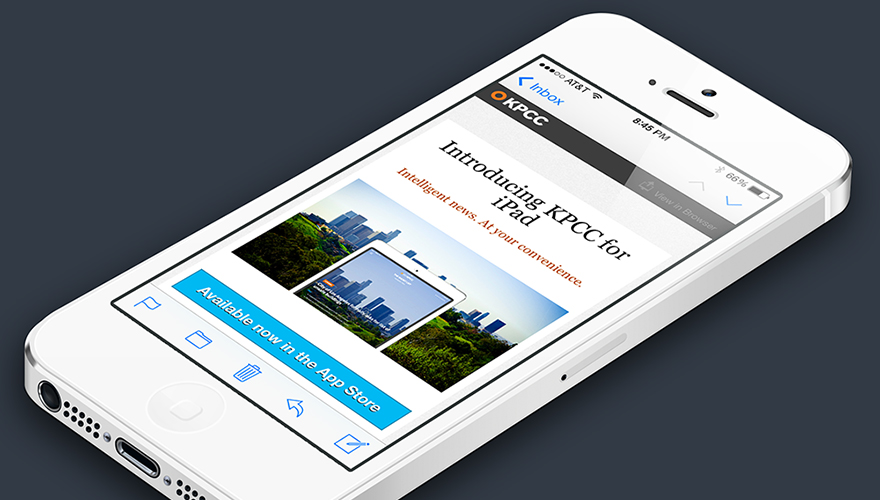 AT&T
8:45 PM
66%
Inbox
KPCC
View in Browser
Introducing KPCC for
iPad
Intelligent news. At your convenience.
Available now in the App Store